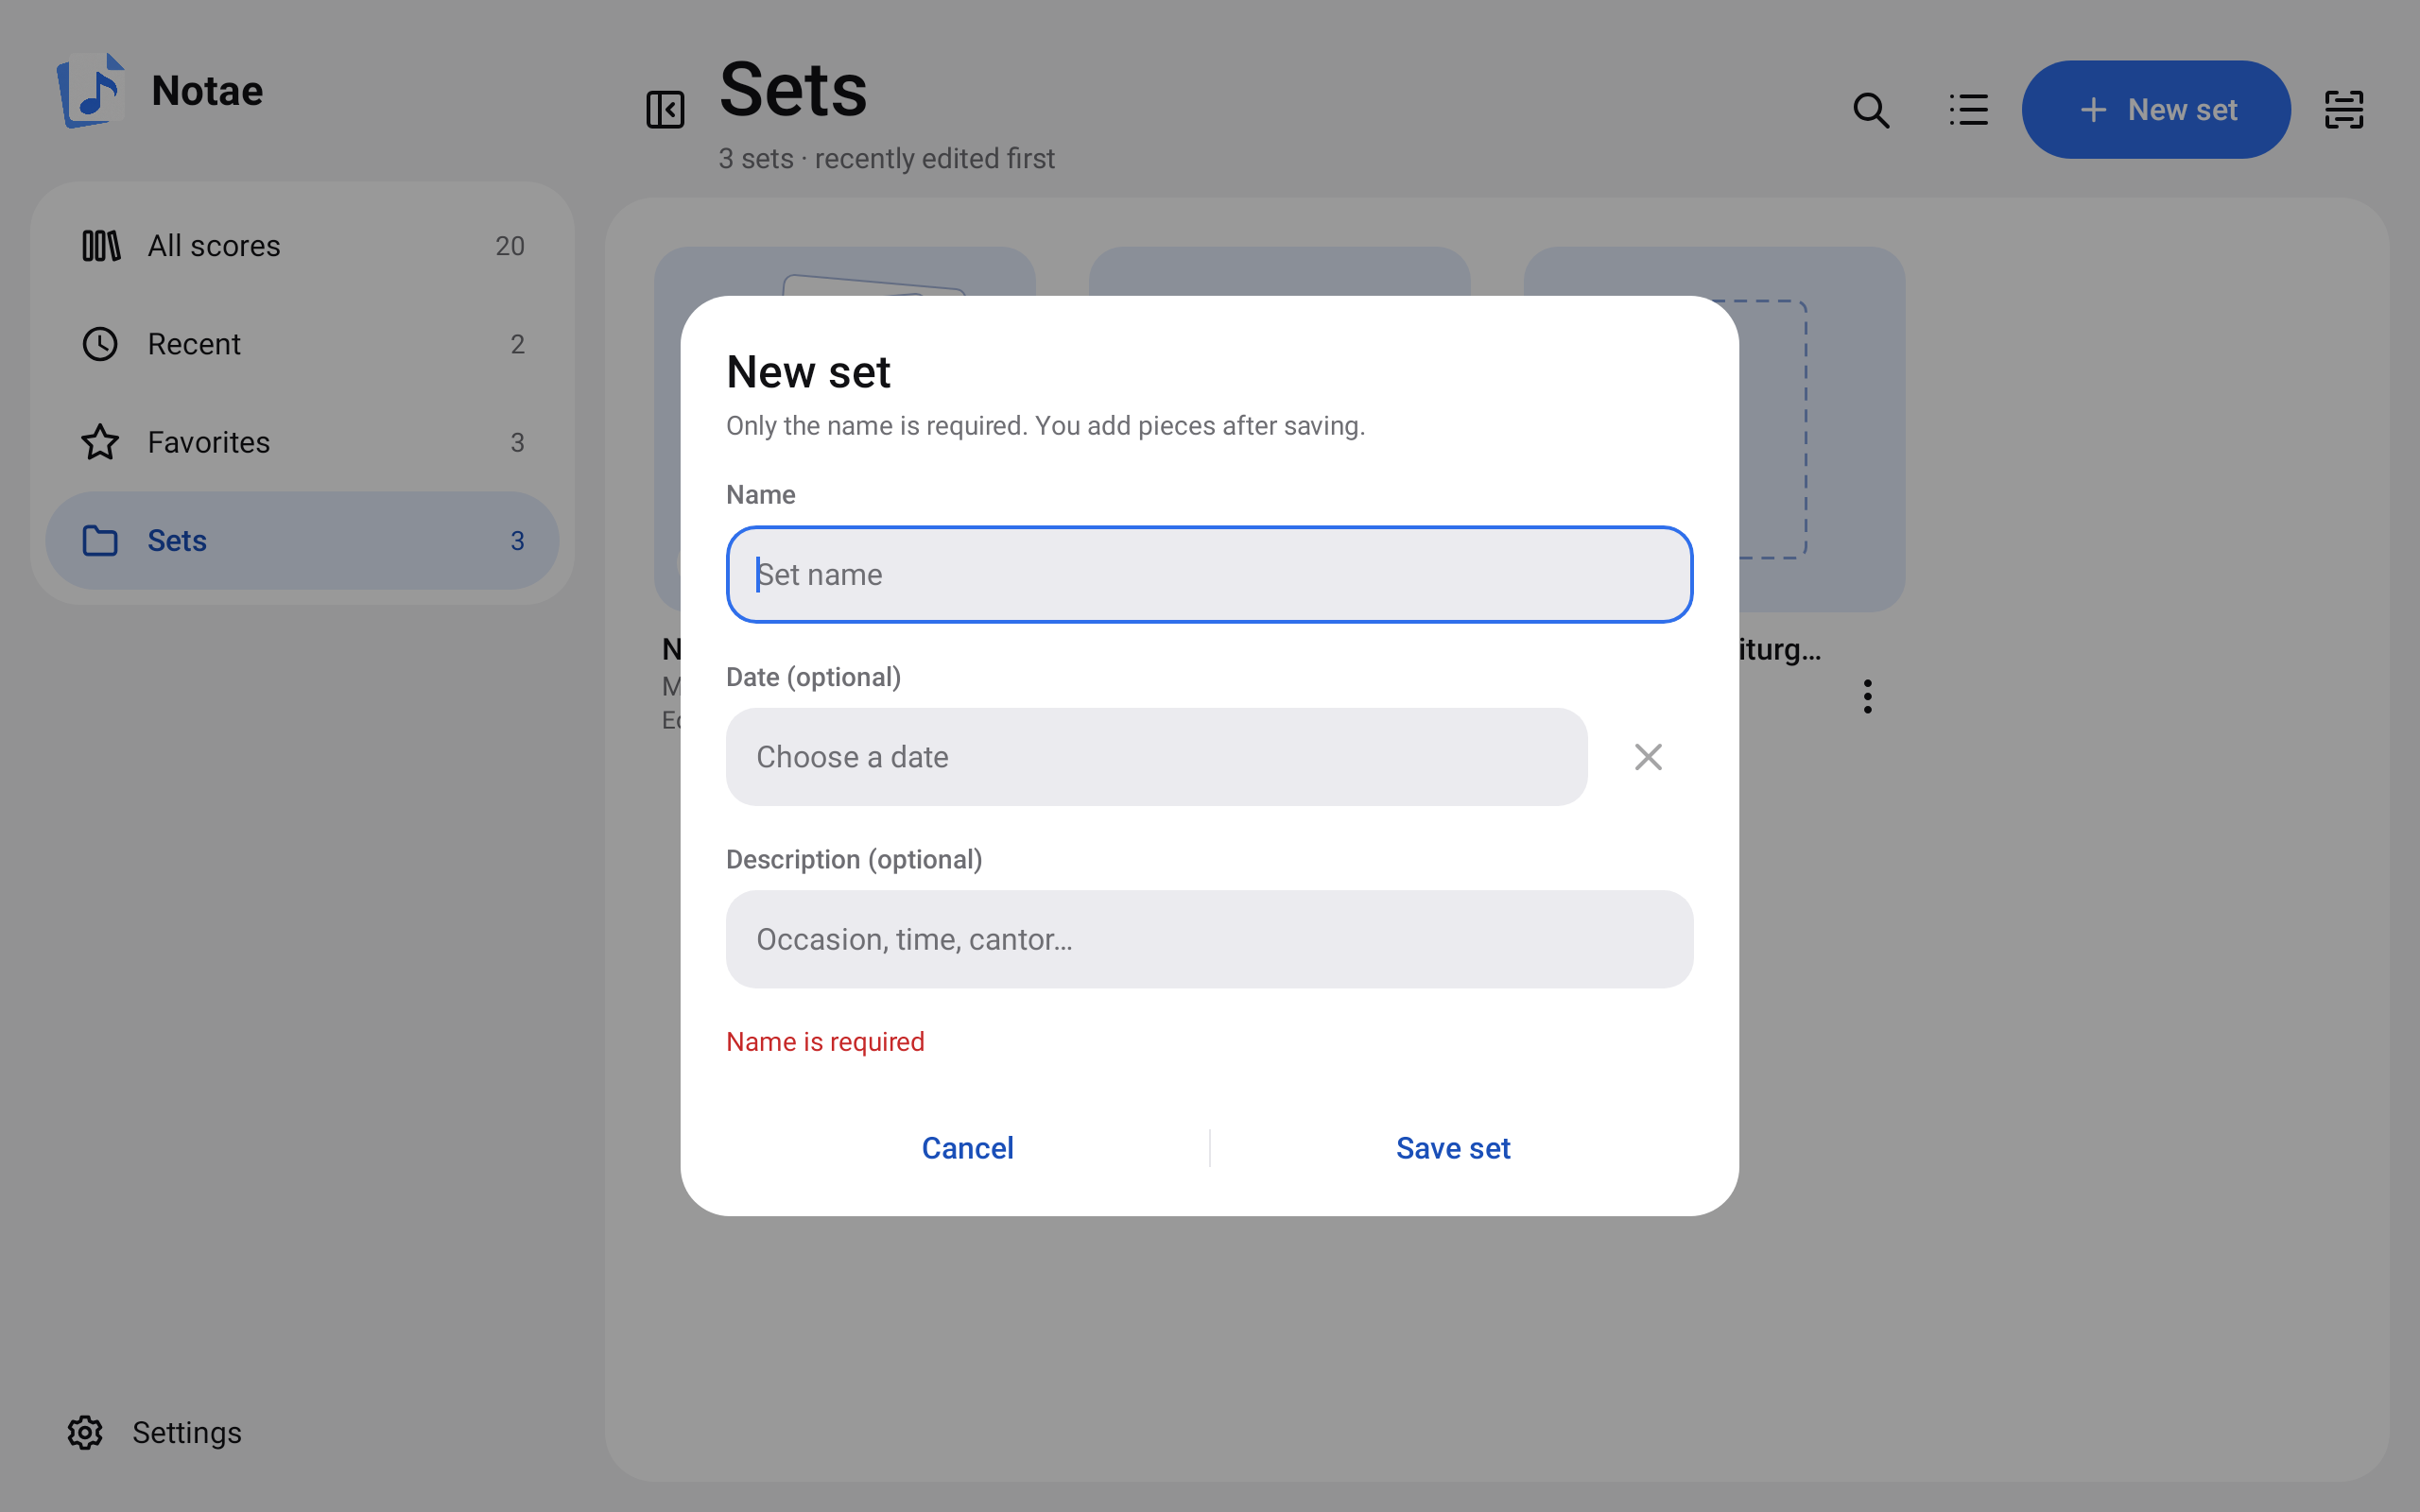 Notae
Sets
3 sets · recently edited first
New set
All scores 20
Recent 2
Favorites 3
Sets 3
New set
Only the name is required. You add pieces after saving.
Name
Set name
Date (optional)
Choose a date
Description (optional)
Occasion, time, cantor…
Name is required
Cancel
Save set
Settings